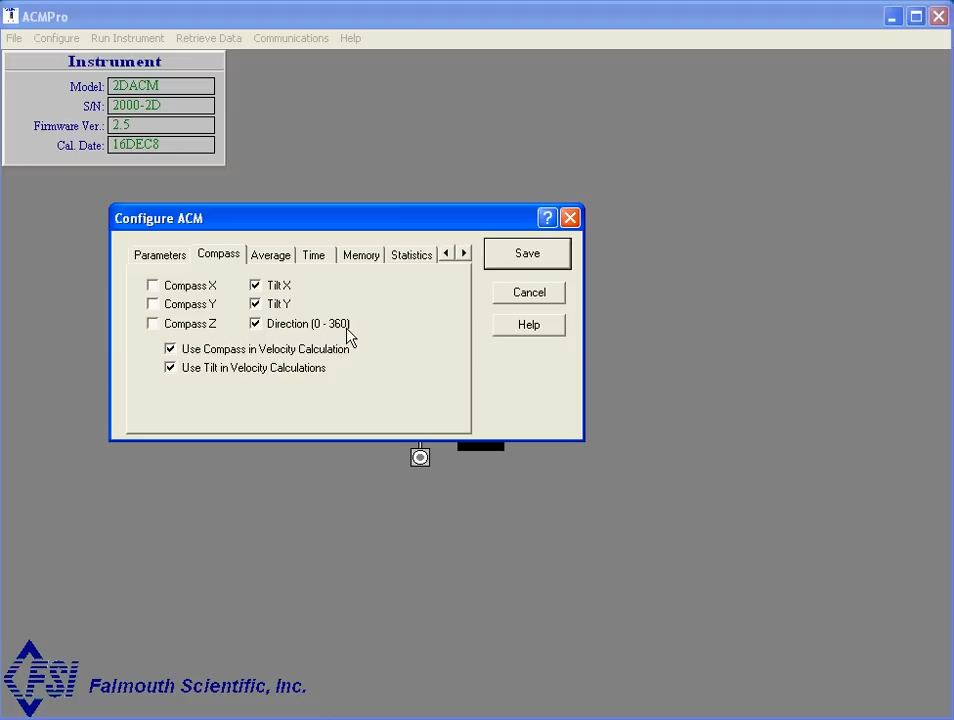 ACMPro
File Configure Run Instrument Retrieve Data Communications Help
Instrument
Model: 2DACM
S/N: 2000-2D
Firmware Ver.: 2.5
Cal. Date: 16DEC8
Configure ACM
Parameters Compass Average Time Memory Statistics
Save
Cancel
Help
Compass X Tilt X
Compass Y Tilt Y
Compass Z Direction (0 - 360)
Use Compass in Velocity Calculation
Use Tilt in Velocity Calculations
FSI Falmouth Scientific, Inc.